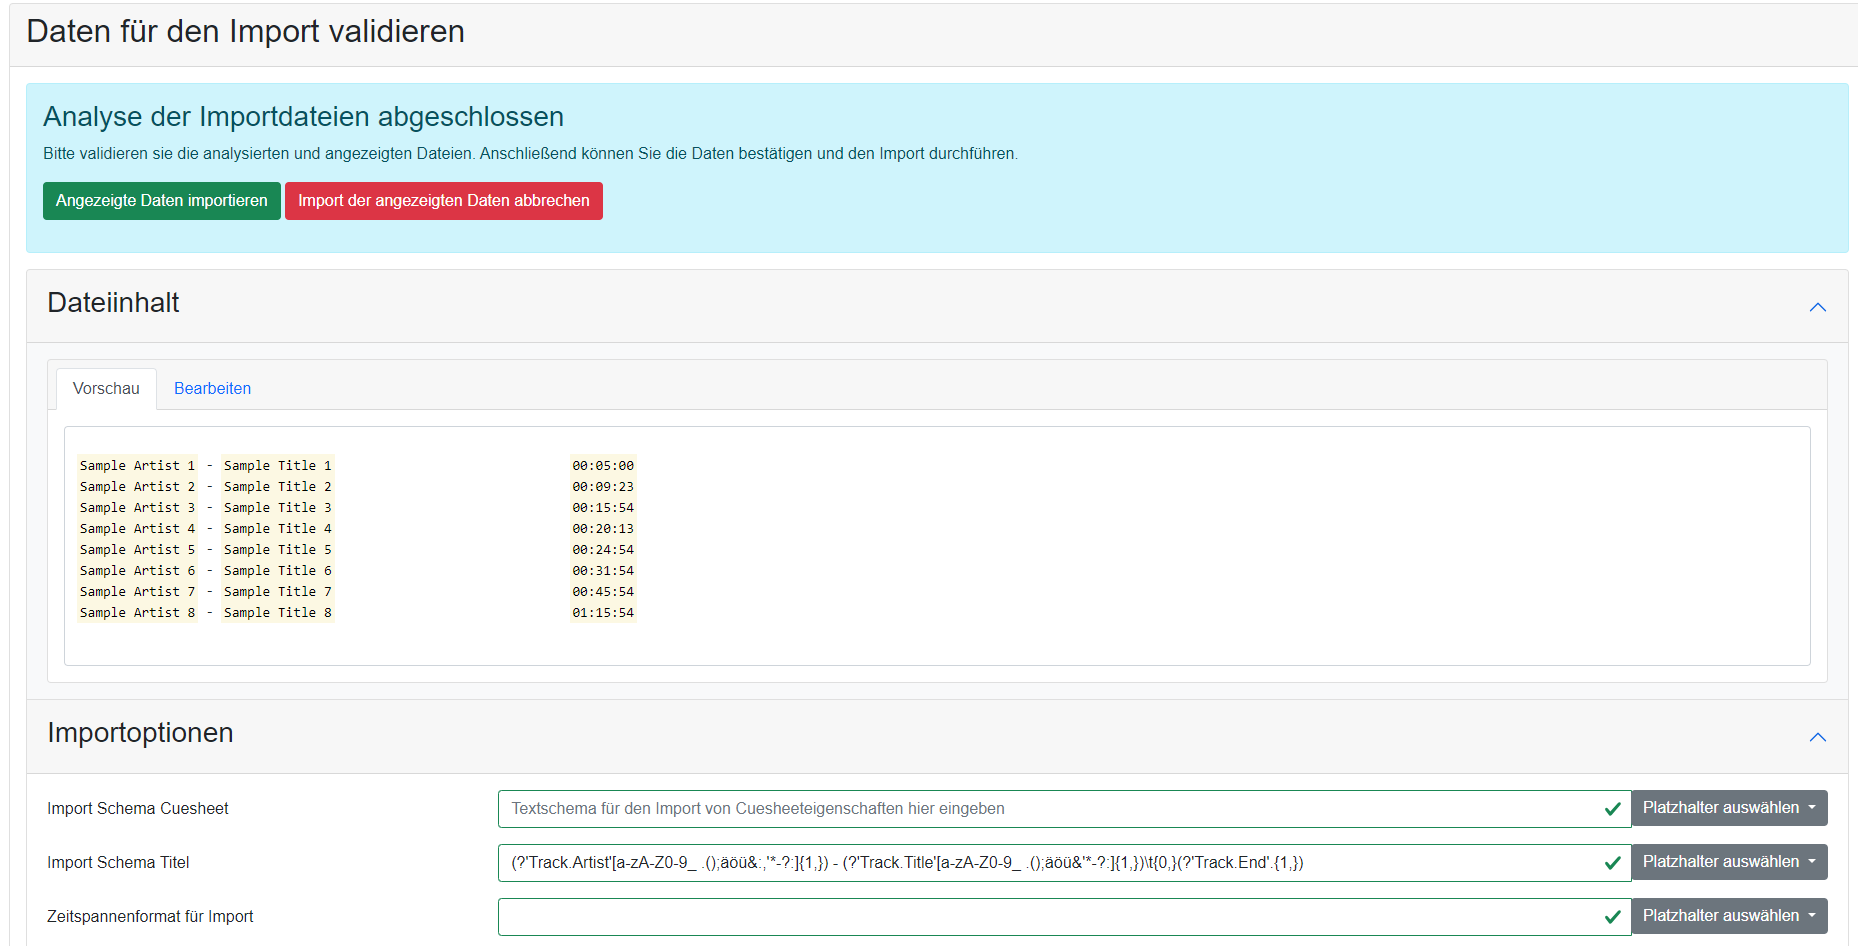 Daten für den Import validieren
Analyse der Importdateien abgeschlossen
Bitte validieren sie die analysierten und angezeigten Dateien. Anschließend können Sie die Daten bestätigen und den Import durchführen.
Angezeigte Daten importieren Import der angezeigten Daten abbrechen
Dateiinhalt
Vorschau Bearbeiten
Sample Artist 1 - Sample Title 1 00:05:00
Sample Artist 2 - Sample Title 2 00:09:23
Sample Artist 3 - Sample Title 3 00:15:54
Sample Artist 4 - Sample Title 4 00:20:13
Sample Artist 5 - Sample Title 5 00:24:54
Sample Artist 6 - Sample Title 6 00:31:54
Sample Artist 7 - Sample Title 7 00:45:54
Sample Artist 8 - Sample Title 8 01:15:54
Importoptionen
Import Schema Cuesheet Textschema für den Import von Cuesheeteigenschaften hier eingeben Platzhalter auswählen
Import Schema Titel (?'Track.Artist'[a-zA-Z0-9_ .();äöü&:,'*-?:]{1,}) - (?'Track.Title'[a-zA-Z0-9_ .();äöü&'*-?:]{1,})\t{0,}(?'Track.End'.{1,}) Platzhalter auswählen
Zeitspannenformat für Import Platzhalter auswählen